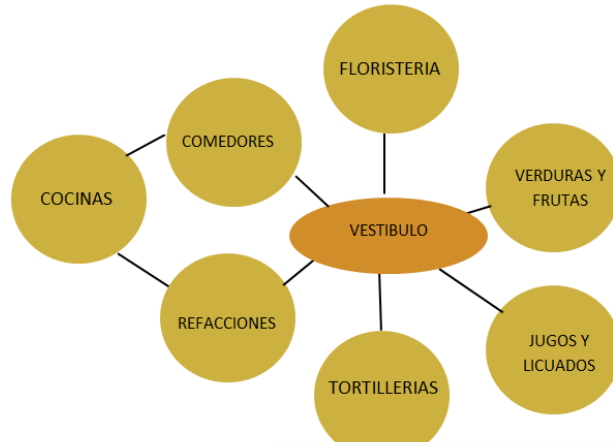 FLORISTERIA
COMEDORES
VERDURAS Y
FRUTAS
COCINAS
VESTIBULO
REFACCIONES
JUGOS Y
LICUADOS
TORTILLERIAS